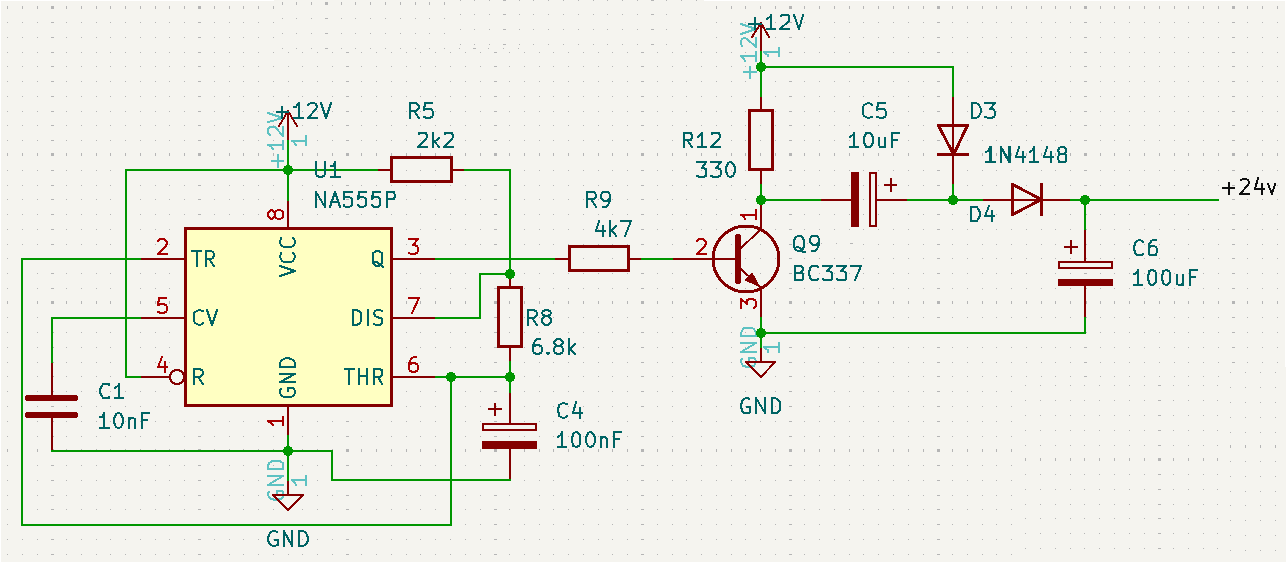 +12V
+12V
1
R12
330
C5
10uF
D3
1N4148
D4
+24v
+12V
+12V
1
R5
2k2
U1
NA555P
8
VCC
2
TR
Q
3
R9
4k7
2
1
3
Q9
BC337
C6
100uF
5
CV
DIS
7
R8
6.8k
4
R
GND
THR
6
1
C1
10nF
C4
100nF
GND
1
GND
GND
1
GND